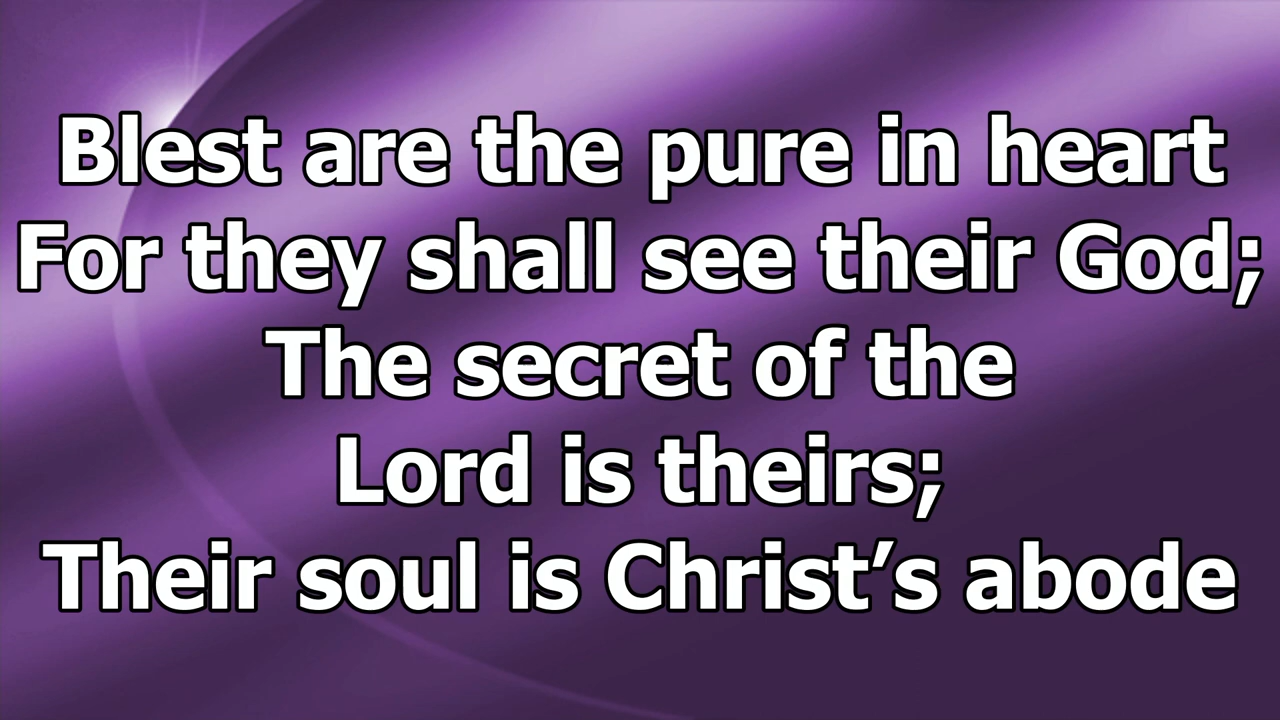 Blest are the pure in heart
For they shall see their God;
The secret of the
Lord is theirs;
Their soul is Christ’s abode